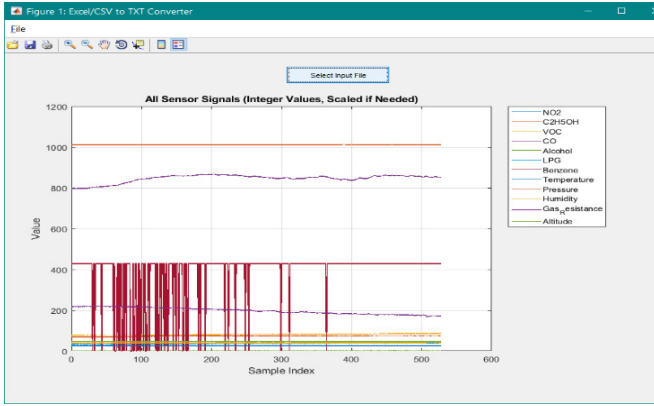 Figure 1: Excel/CSV to TXT Converter
File
Select Input File
All Sensor Signals (Integer Values, Scaled if Needed)
1200
1000
800
600
400
200
0
Value
0 100 200 300 400 500 600
Sample Index
NO2
C2H5OH
VOC
CO
Alcohol
LPG
Benzene
Temperature
Pressure
Humidity
Gas_Resistance
Altitude